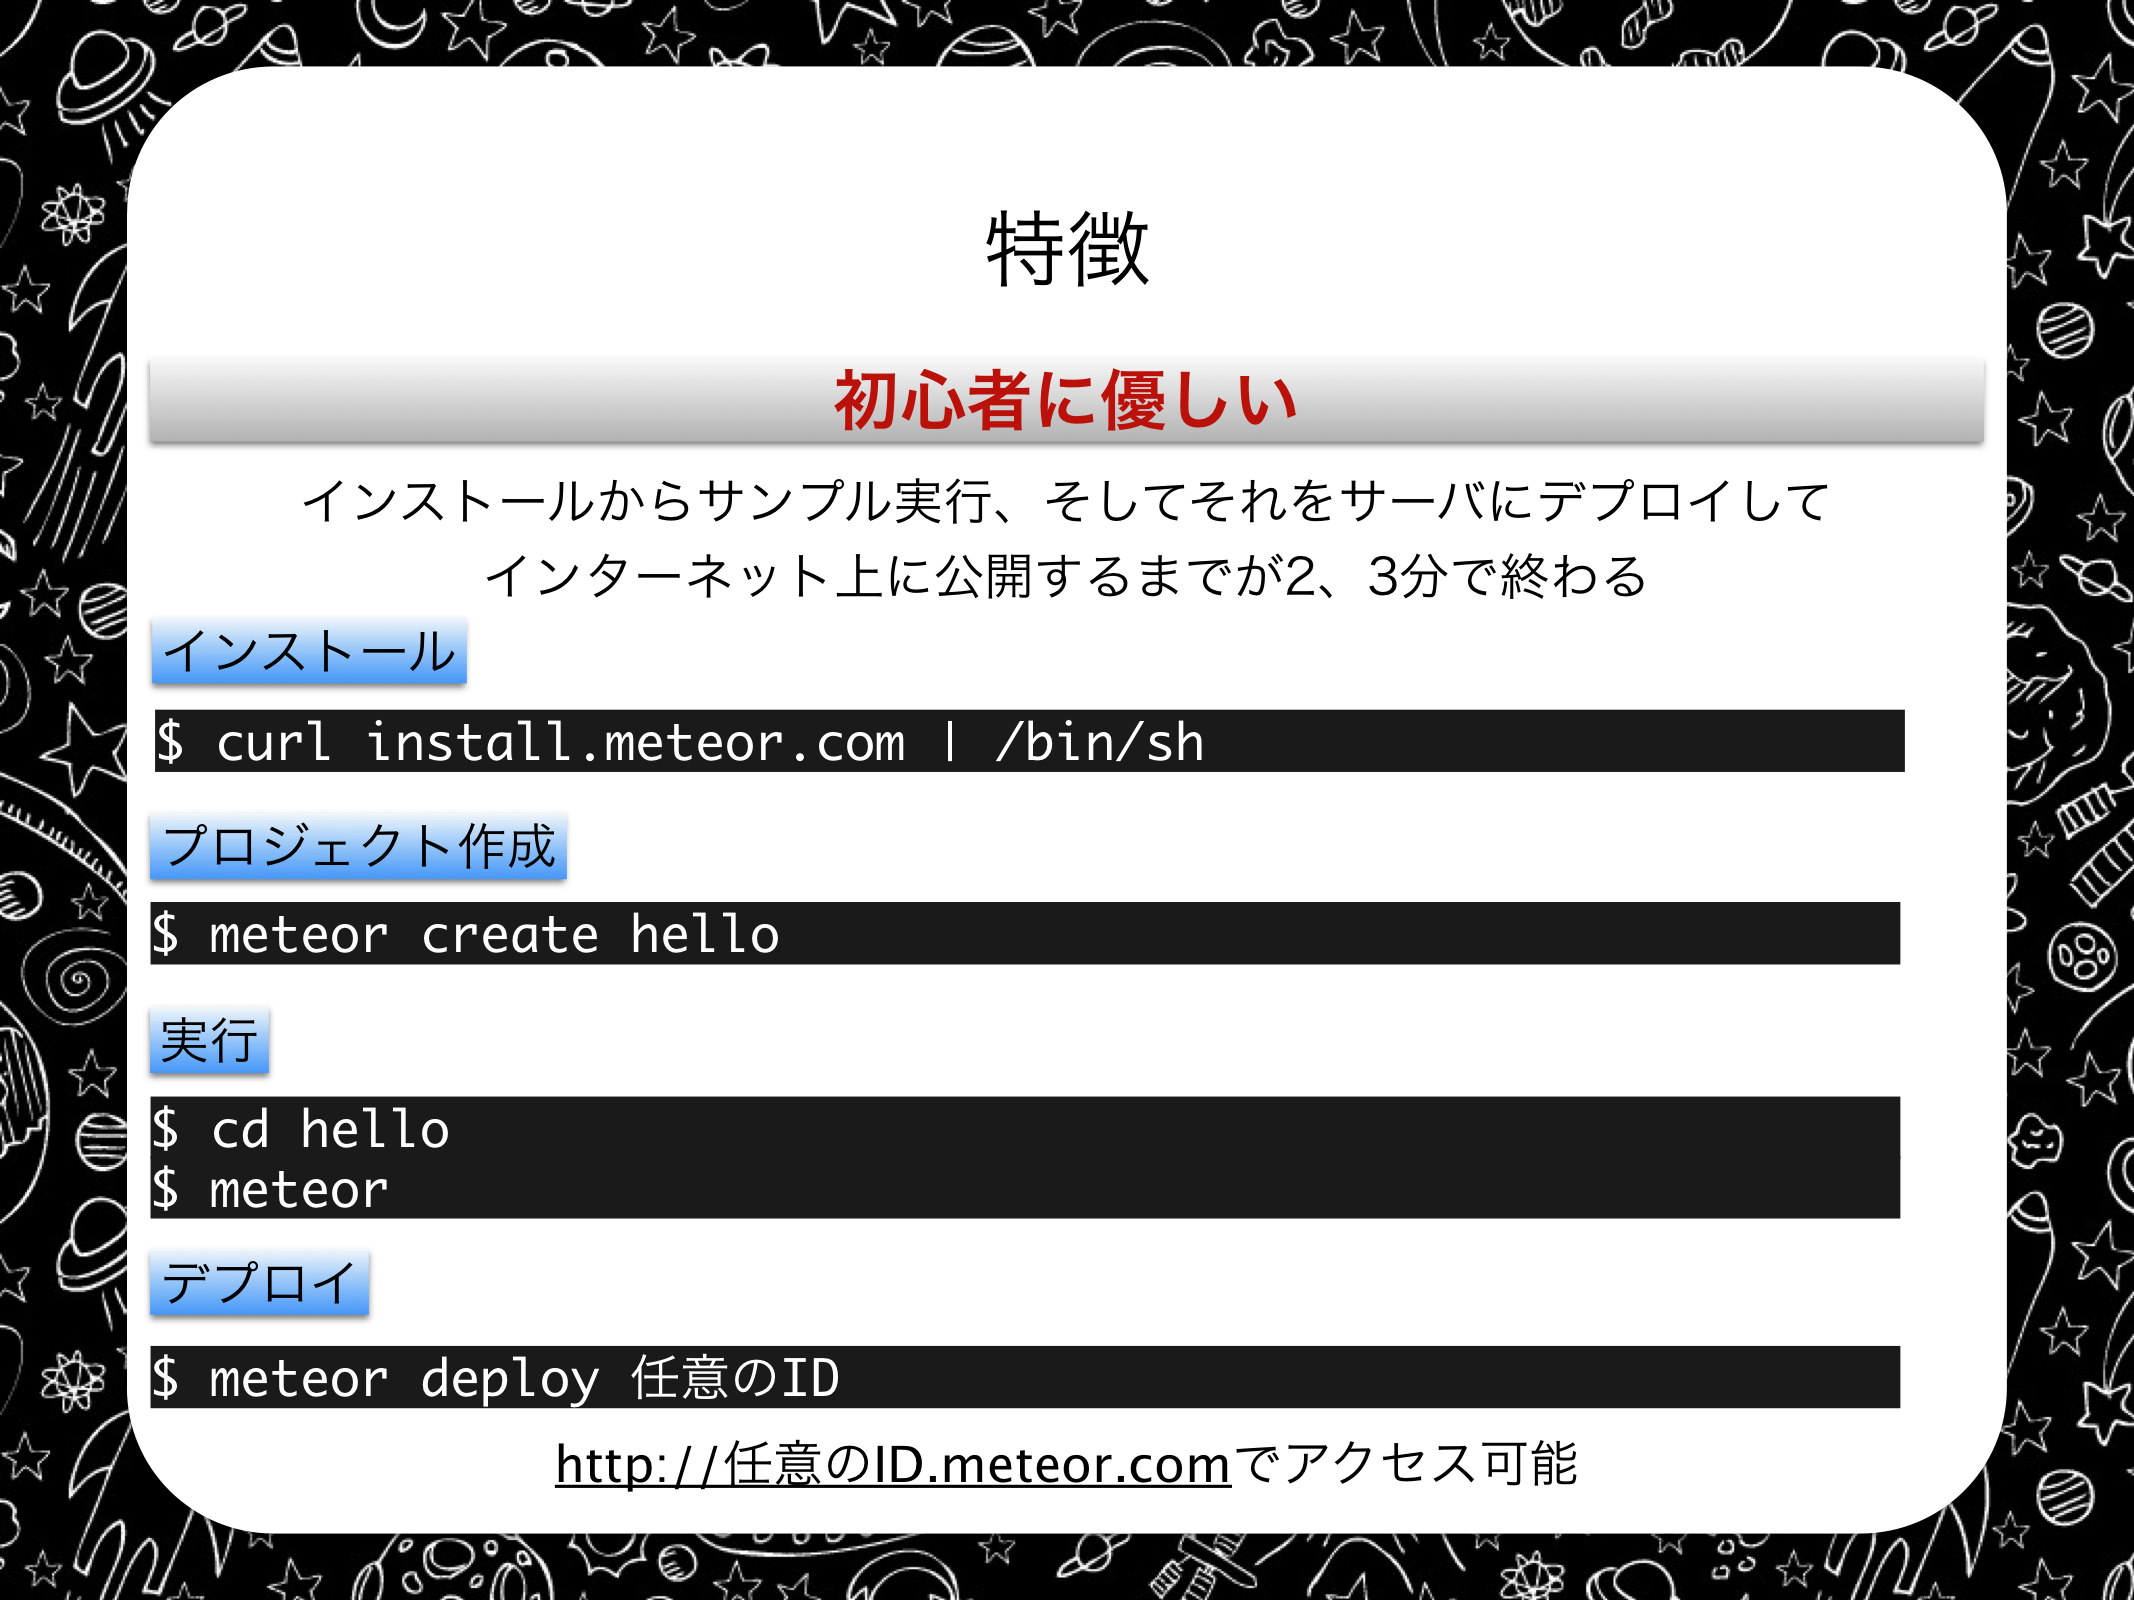 特徴
初心者に優しい
インストールからサンプル実行、そしてそれをサーバにデプロイして
インターネット上に公開するまでが2、3分で終わる
インストール
$ curl install.meteor.com | /bin/sh
プロジェクト作成
$ meteor create hello
実行
$ cd hello
$ meteor
デプロイ
$ meteor deploy 任意のID
http://任意のID.meteor.comでアクセス可能